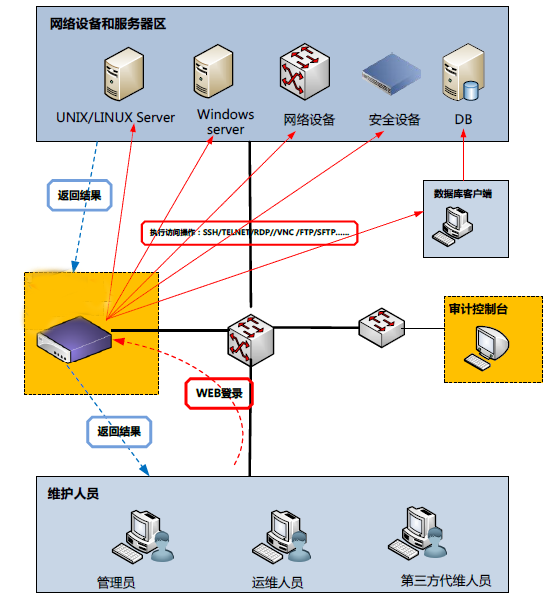 网络设备和服务器区
UNIX/LINUX Server
Windows
server
网络设备
安全设备
DB
返回结果
数据库客户端
执行访问操作：SSH/TELNET/RDP//VNC /FTP/SFTP......
审计控制台
WEB登录
返回结果
维护人员
管理员
运维人员
第三方代维人员